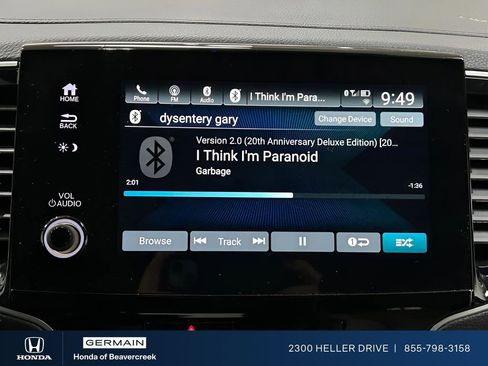 HOME
BACK
VOL
AUDIO
Phone
FM
Audio
I Think I'm Para...
9:49
dysentery gary
Change Device
Sound
Version 2.0 (20th Anniversary Deluxe Edition) [20...
I Think I'm Paranoid
Garbage
2:01
-1:36
Browse
Track
1
HONDA
GERMAIN
Honda of Beavercreek
2300 HELLER DRIVE | 855-798-3158